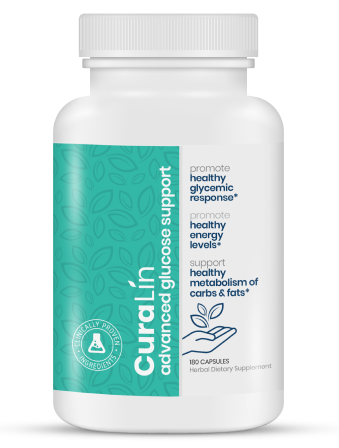 CuraLin
advanced glucose support
CLINICALLY PROVEN
INGREDIENTS
promote
healthy
glycemic
response*
promote
healthy
energy
levels*
support
healthy
metabolism of
carbs & fats*
180 CAPSULES
Herbal Dietary Supplement